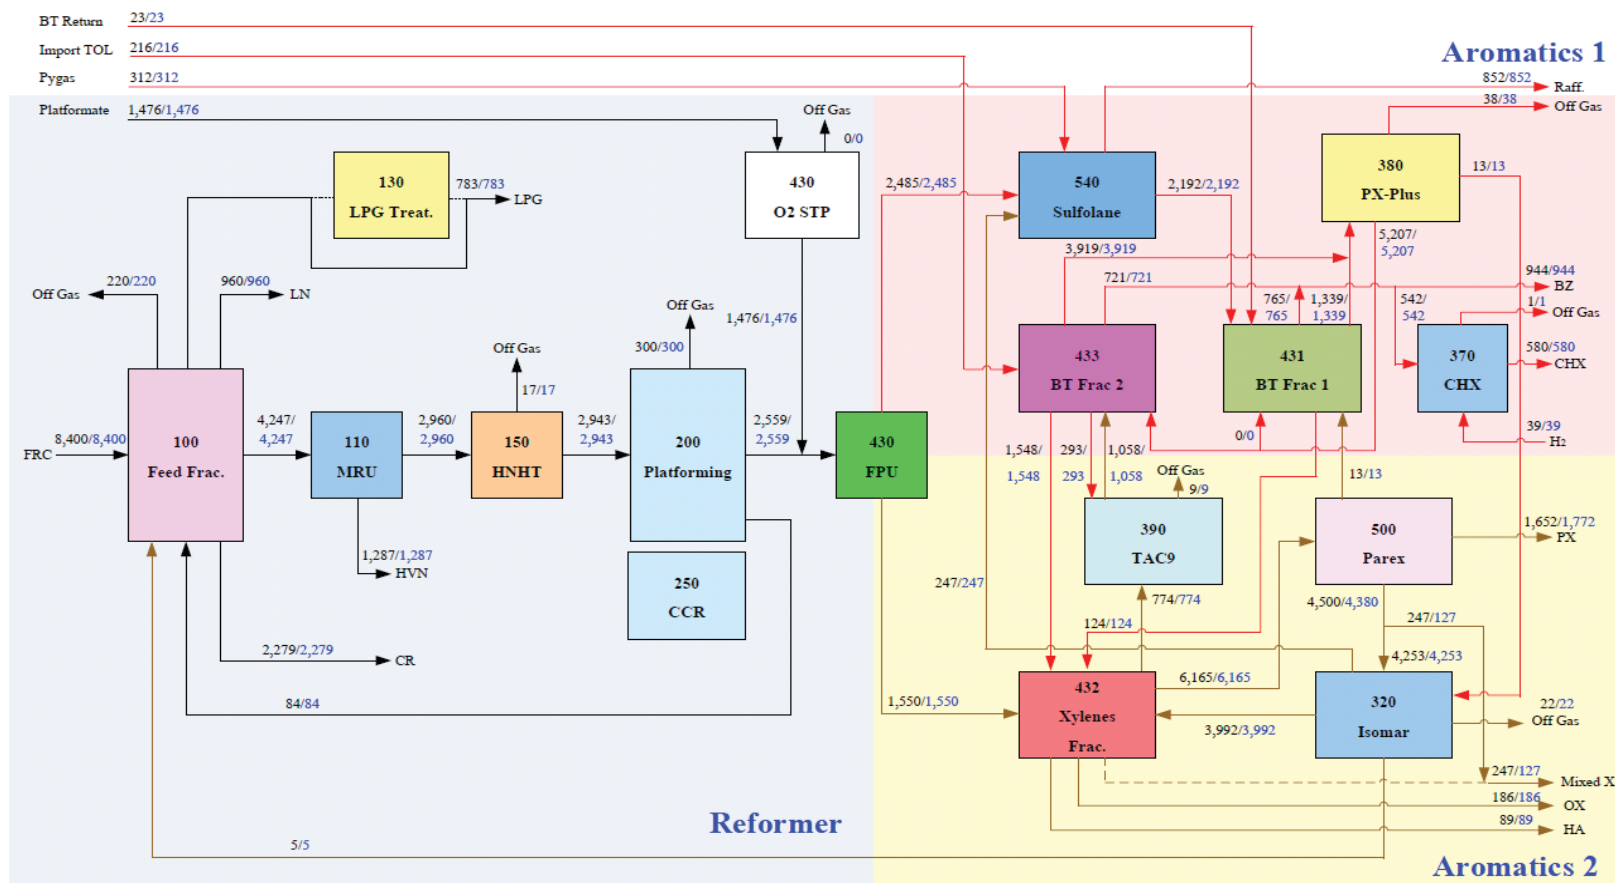 BT Return 23/23
Import TOL 216/216
Aromatics 1
Pygas 312/312
852/852 Raff.
Platformate 1,476/1,476
Off Gas
38/38 Off Gas
0/0
130
LPG Treat.
783/783
LPG
430
O2 STP
2,485/2,485
540
Sulfolane
2,192/2,192
380
PX-Plus
13/13
3,919/3,919
5,207/
5,207
Off Gas
220/220
960/960
LN
Off Gas
1,476/1,476
721/721
765/
765
1,339/
1,339
542/
542
944/944
BZ
1/1
Off Gas
300/300
Off Gas
17/17
433
BT Frac 2
431
BT Frac 1
370
CHX
580/580
CHX
FRC
8,400/8,400
100
Feed Frac.
4,247/
4,247
110
MRU
2,960/
2,960
150
HNHT
2,943/
2,943
200
Platforming
2,559/
2,559
430
FPU
0/0
39/39
H2
1,548/
1,548
293/
293
1,058/
1,058
Off Gas
9/9
13/13
390
TAC9
500
Parex
1,652/1,772
PX
1,287/1,287
HVN
250
CCR
247/247
774/774
4,500/4,380
247/127
124/124
4,253/4,253
2,279/2,279
CR
84/84
1,550/1,550
432
Xylenes
Frac.
6,165/6,165
3,992/3,992
320
Isomar
22/22
Off Gas
247/127
Mixed X
186/186
OX
89/89
HA
Reformer
5/5
Aromatics 2